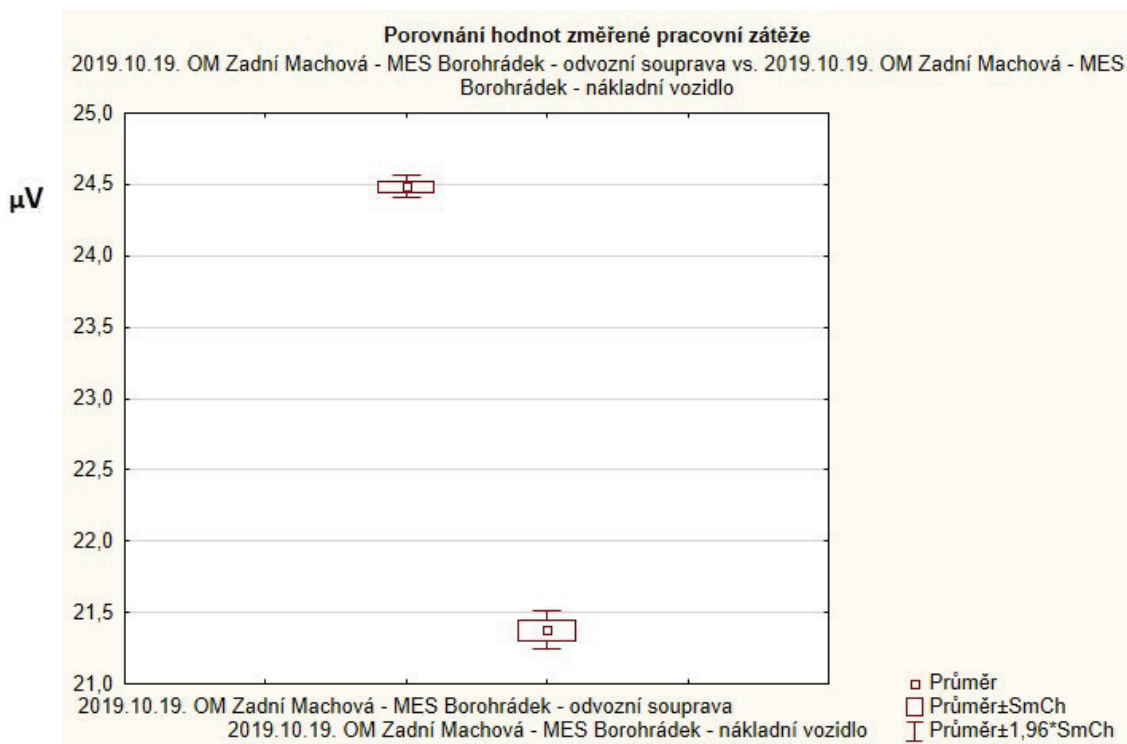 Porovnání hodnot změřené pracovní zátěže
2019.10.19. OM Zadní Machová - MES Borohrádek - odvozní souprava vs. 2019.10.19. OM Zadní Machová - MES
Borohrádek - nákladní vozidlo
25,0
24,5
µV
24,0
23,5
23,0
22,5
22,0
21,5
21,0
2019.10.19. OM Zadní Machová - MES Borohrádek - odvozní souprava
2019.10.19. OM Zadní Machová - MES Borohrádek - nákladní vozidlo
Průměr
Průměr±SmCh
Průměr±1,96*SmCh